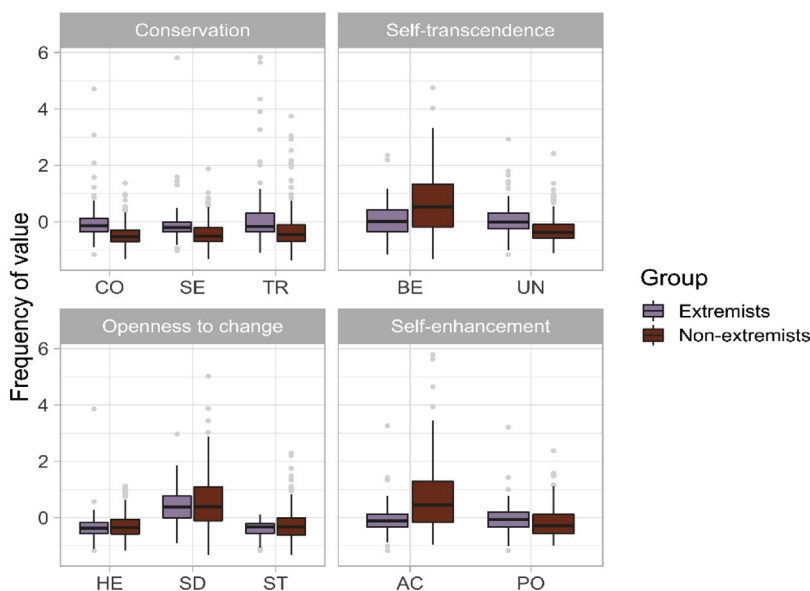 Conservation
Self-transcendence
6
4
2
0
CO SE TR
BE UN
Frequency of value
Openness to change
Self-enhancement
6
4
2
0
HE SD ST
AC PO
Group
Extremists
Non-extremists